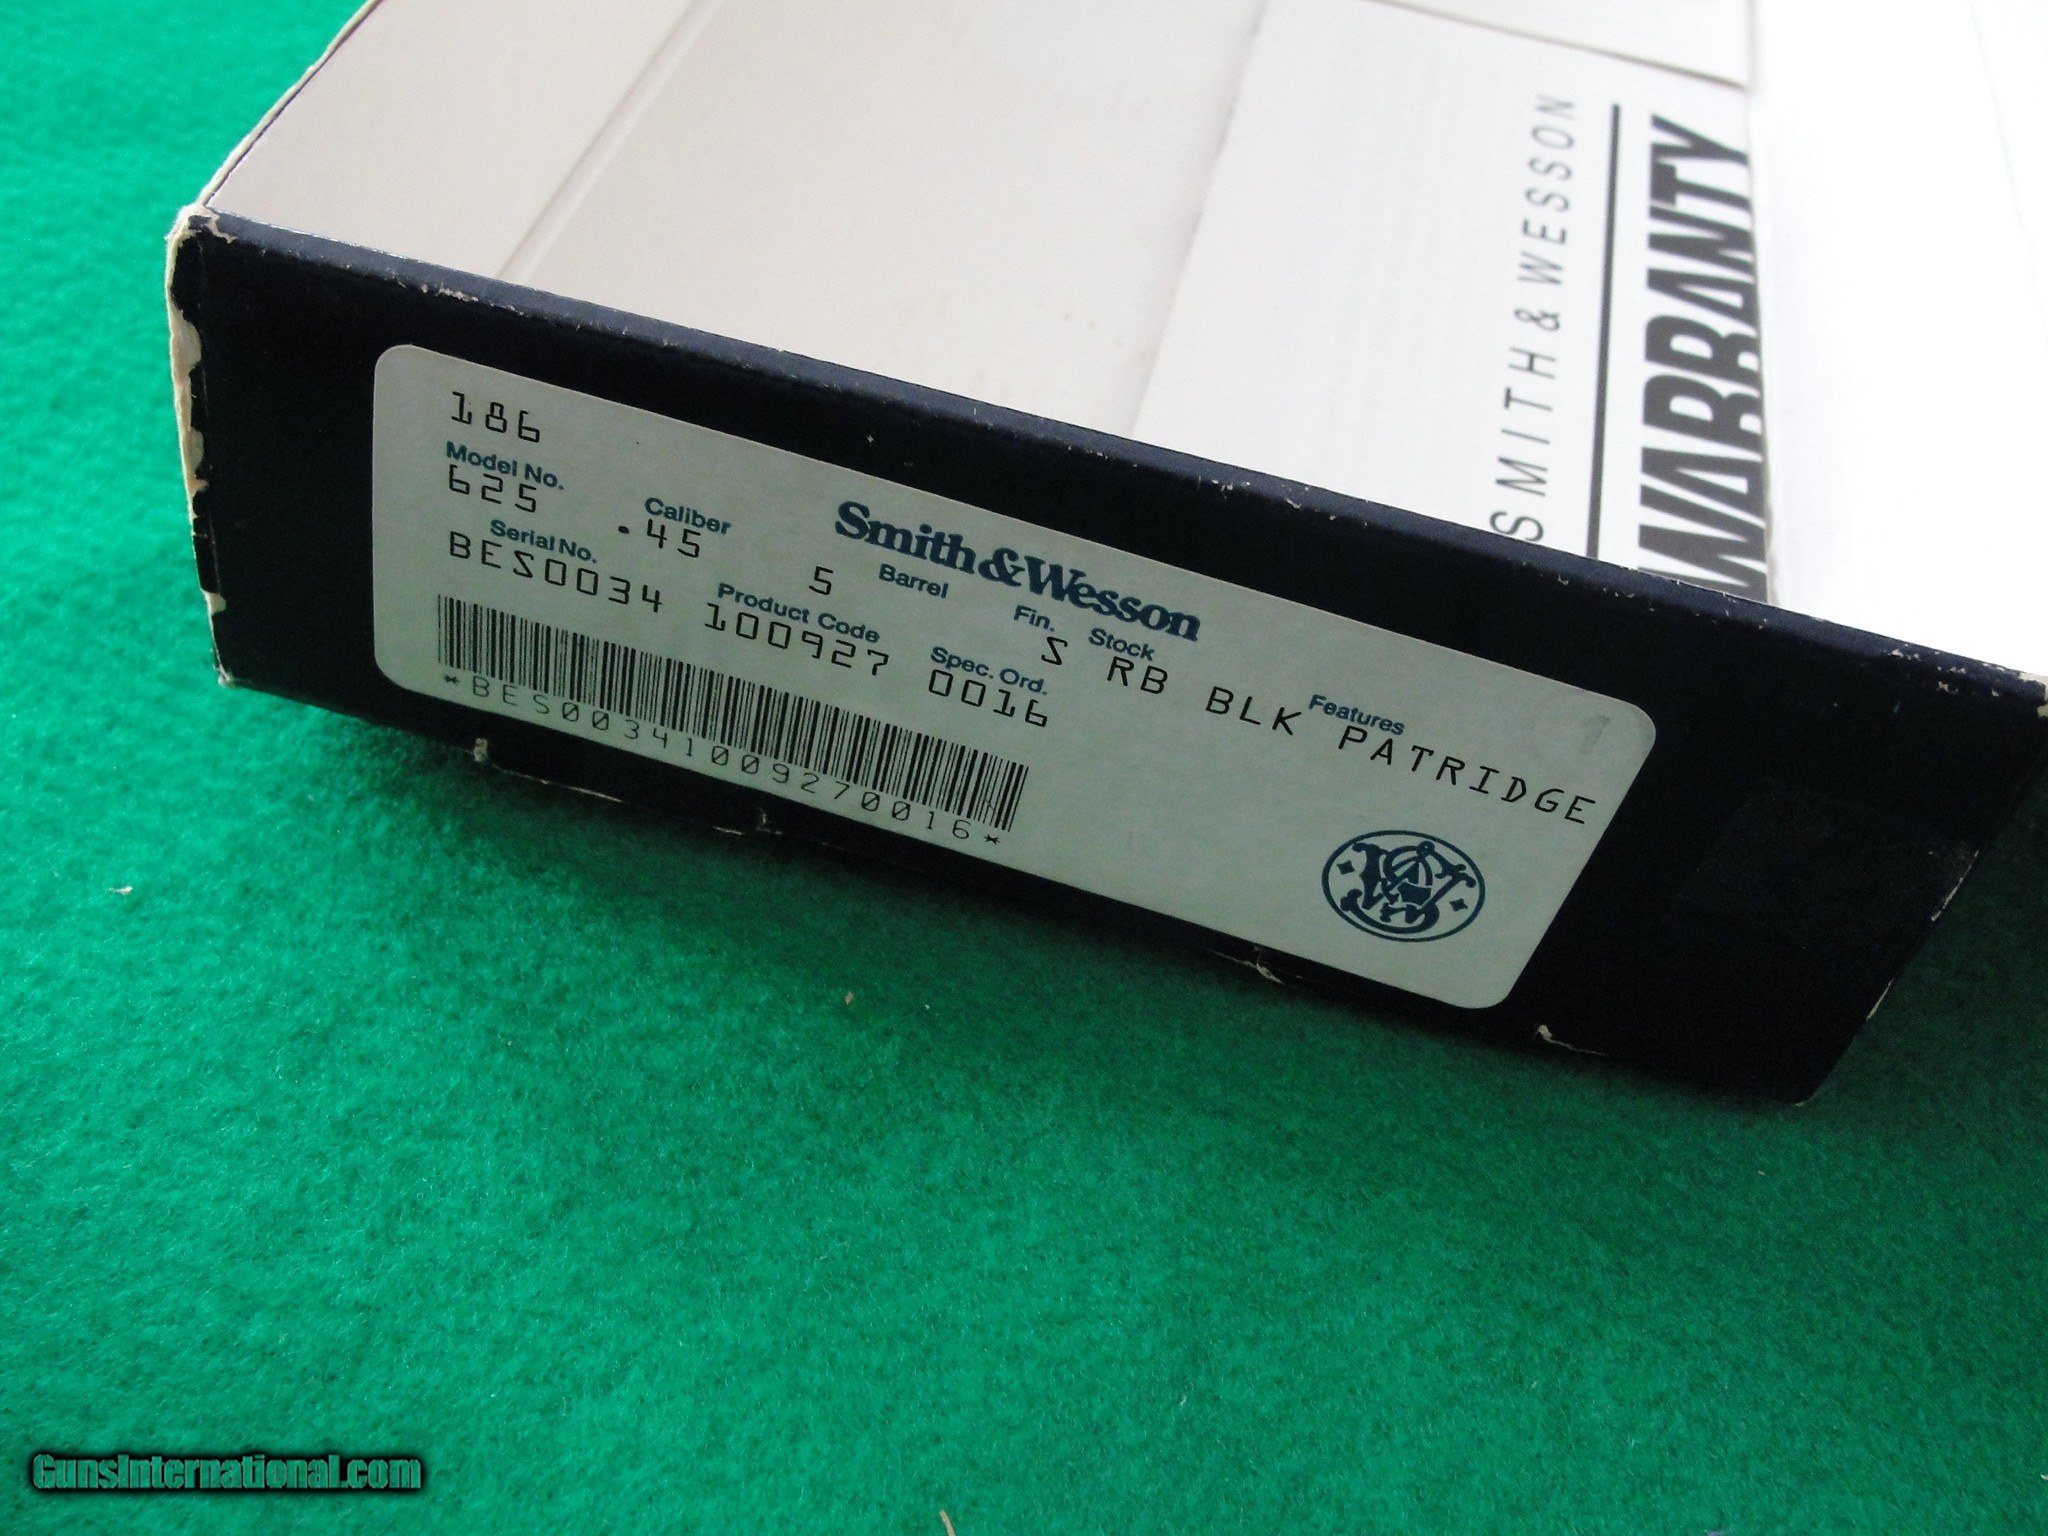 SMITH & WESSON
WARRANTY
186
Smith & Wesson
Model No. Caliber Barrel Fin. Stock Features
625 .45 5 S RB BLK PATRIDGE
Serial No. Product Code Spec. Ord.
BES0034 100927 0016
*BES00341009270016*
GunsInternational.com